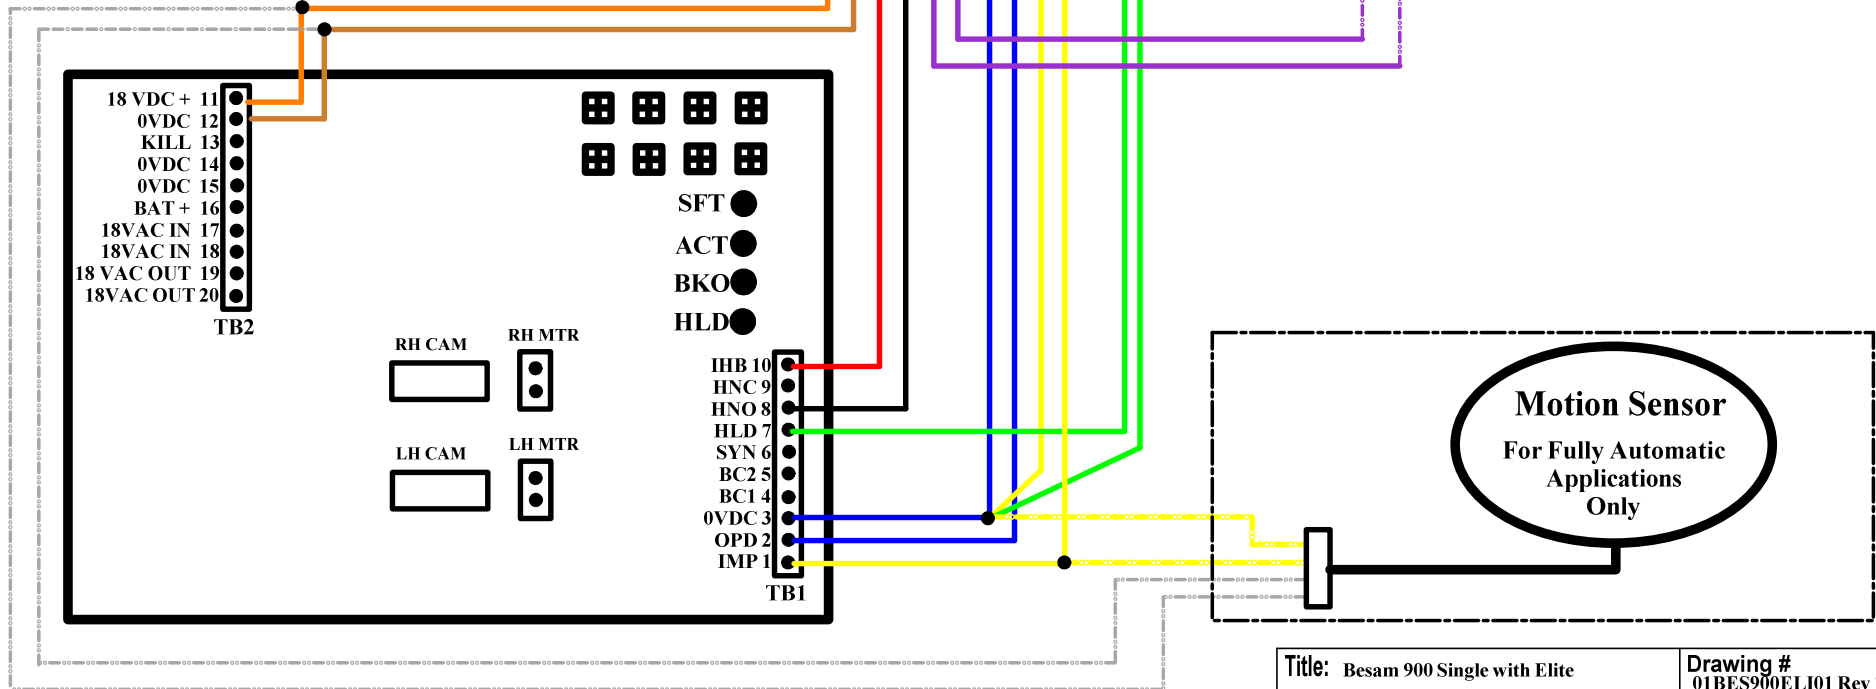 18 VDC + 11
0VDC 12
KILL 13
0VDC 14
0VDC 15
BAT + 16
18VAC IN 17
18VAC IN 18
18 VAC OUT 19
18VAC OUT 20
TB2
SFT
ACT
BKO
HLD
RH CAM
RH MTR
LH CAM
LH MTR
IHB 10
HNC 9
HNO 8
HLD 7
SYN 6
BC2 5
BC1 4
0VDC 3
OPD 2
IMP 1
TB1
Motion Sensor
For Fully Automatic
Applications
Only
Title: Besam 900 Single with Elite
Drawing #
01BES900ELI01 Rev